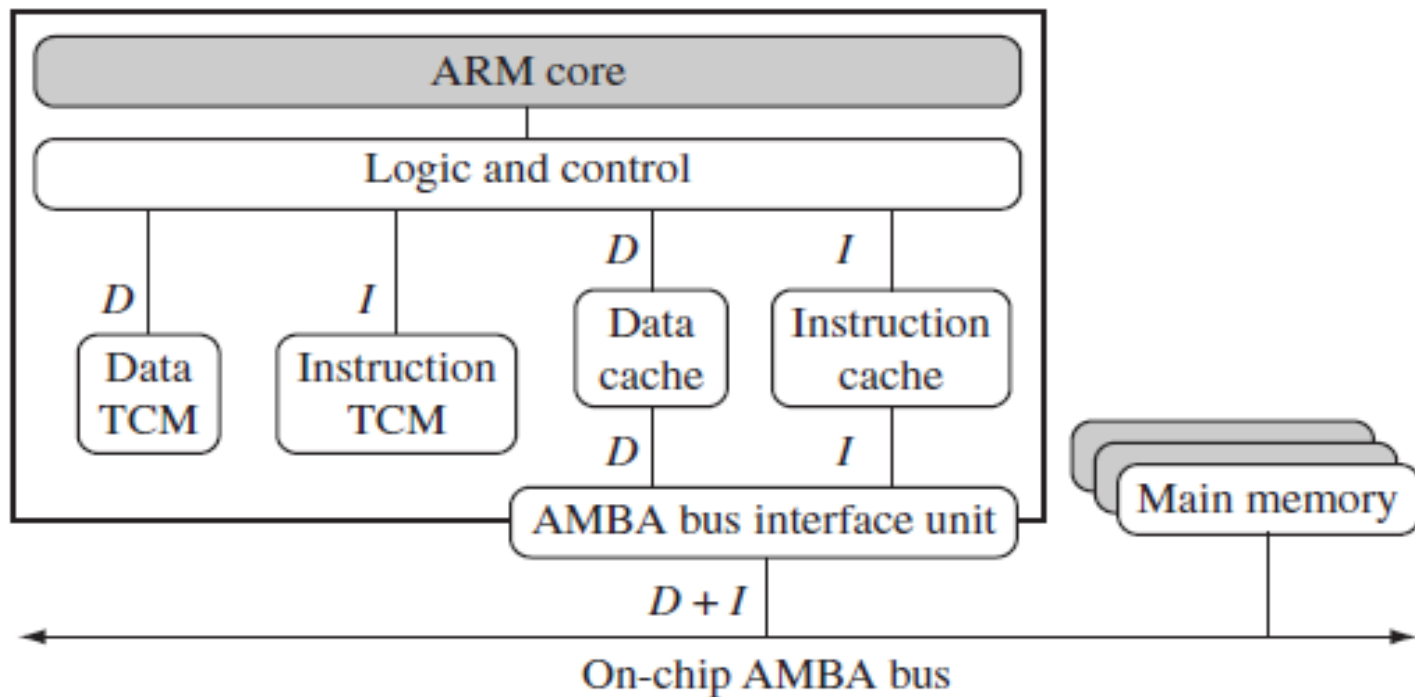 ARM core
Logic and control
D
I
D
I
Data
TCM
Instruction
TCM
Data
cache
Instruction
cache
D
I
AMBA bus interface unit
Main memory
D + I
On-chip AMBA bus